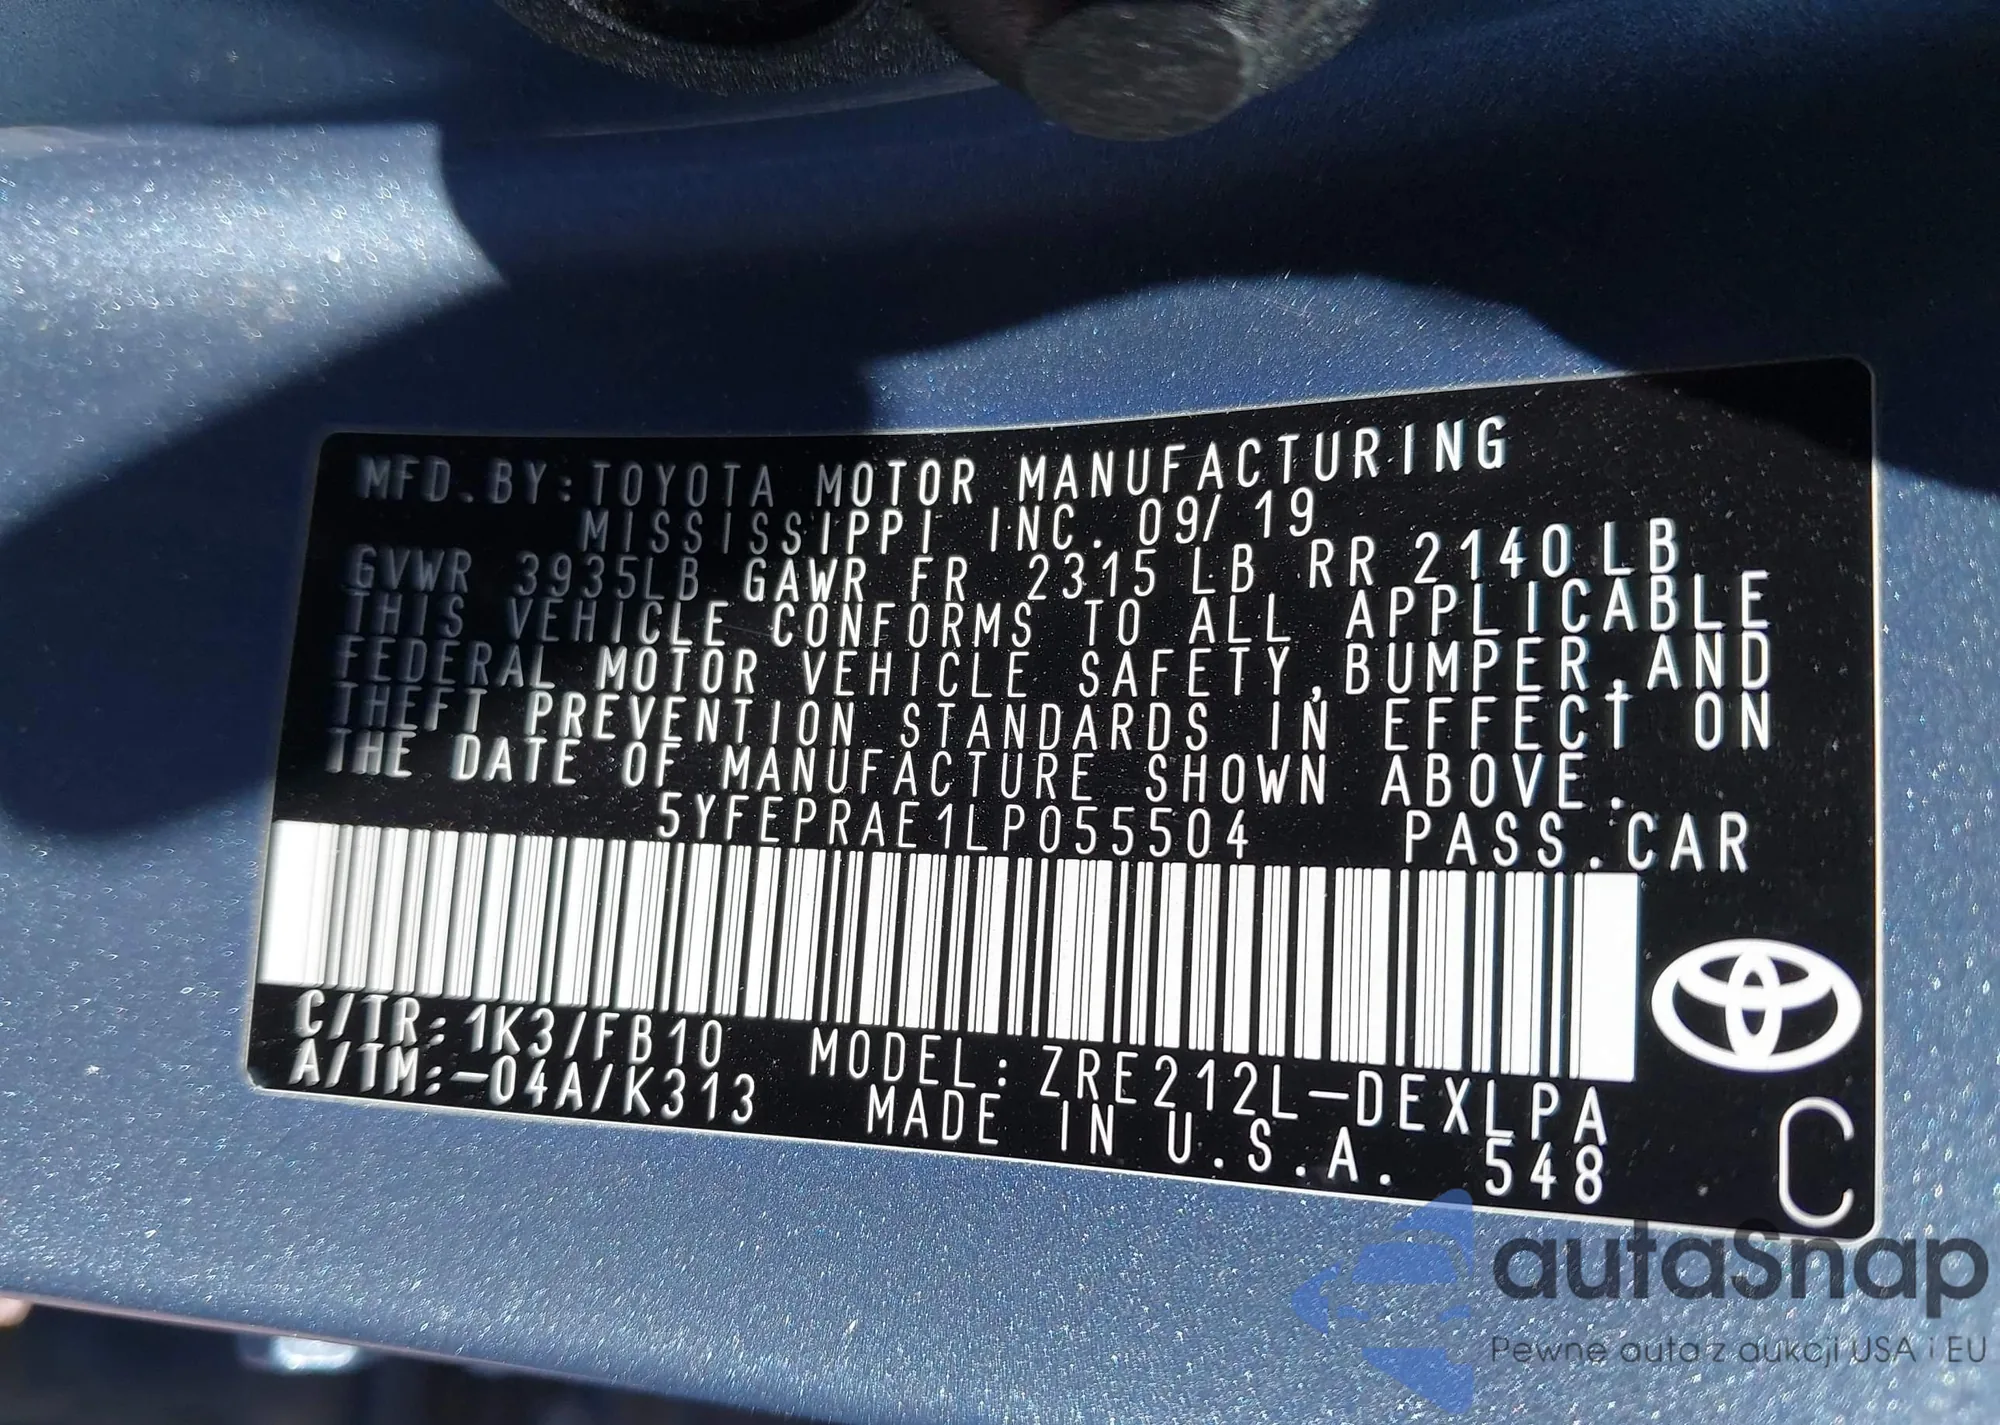 MFD.BY:TOYOTA MOTOR MANUFACTURING
MISSISSIPPI INC. 09/19
GVWR 3935LB GAWR FR 2315LB RR 2140LB
THIS VEHICLE CONFORMS TO ALL APPLICABLE
FEDERAL MOTOR VEHICLE SAFETY,BUMPER,AND
THEFT PREVENTION STANDARDS IN EFFECT ON
THE DATE OF MANUFACTURE SHOWN ABOVE.
5YFEPRAE1LP055504 PASS.CAR
C/TR:1K3/FB10 MODEL:ZRE212L-DEXLPA
A/TM:-04A/K313 MADE IN U.S.A. 548
C
autaSnap
Pewne auta z aukcji USA i EU